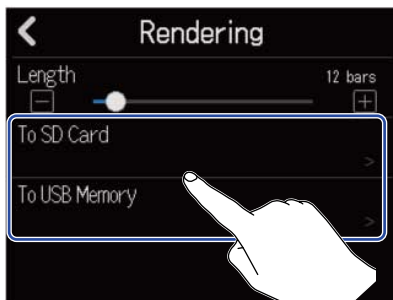 Rendering
Length 12 bars
To SD Card
To USB Memory